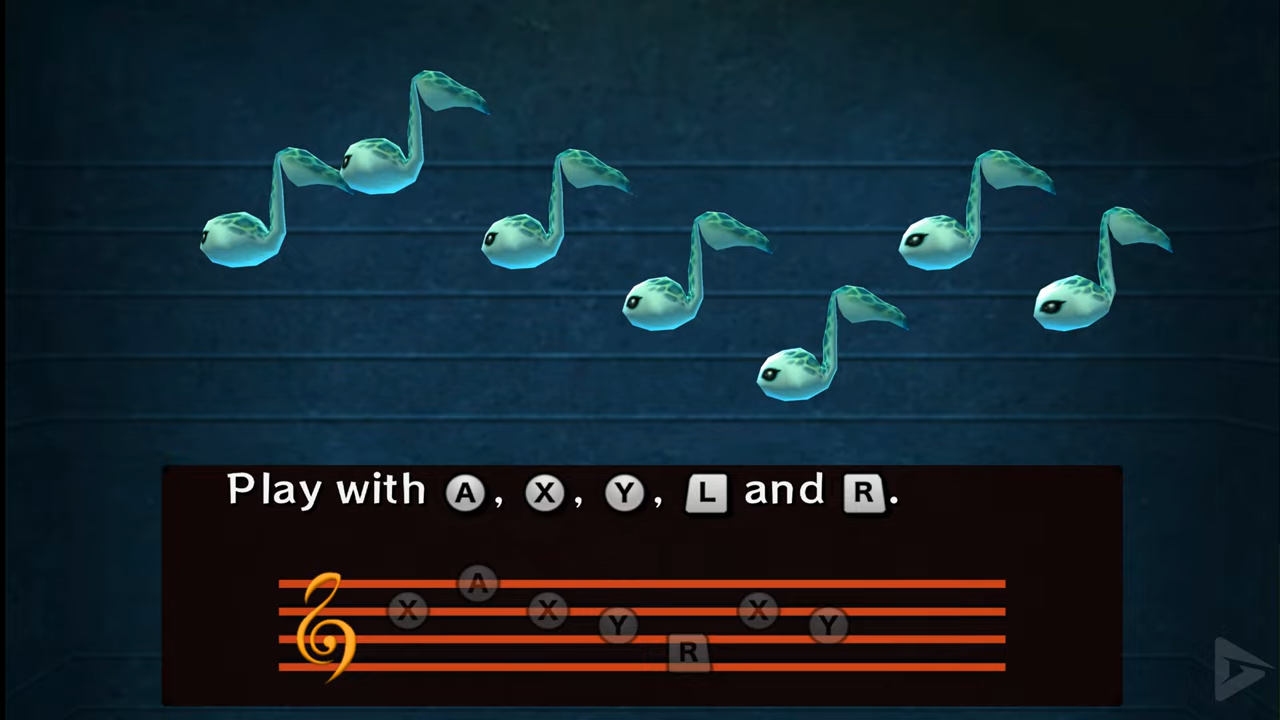 Play with A, X, Y, L and R.
A
X X Y X Y
R